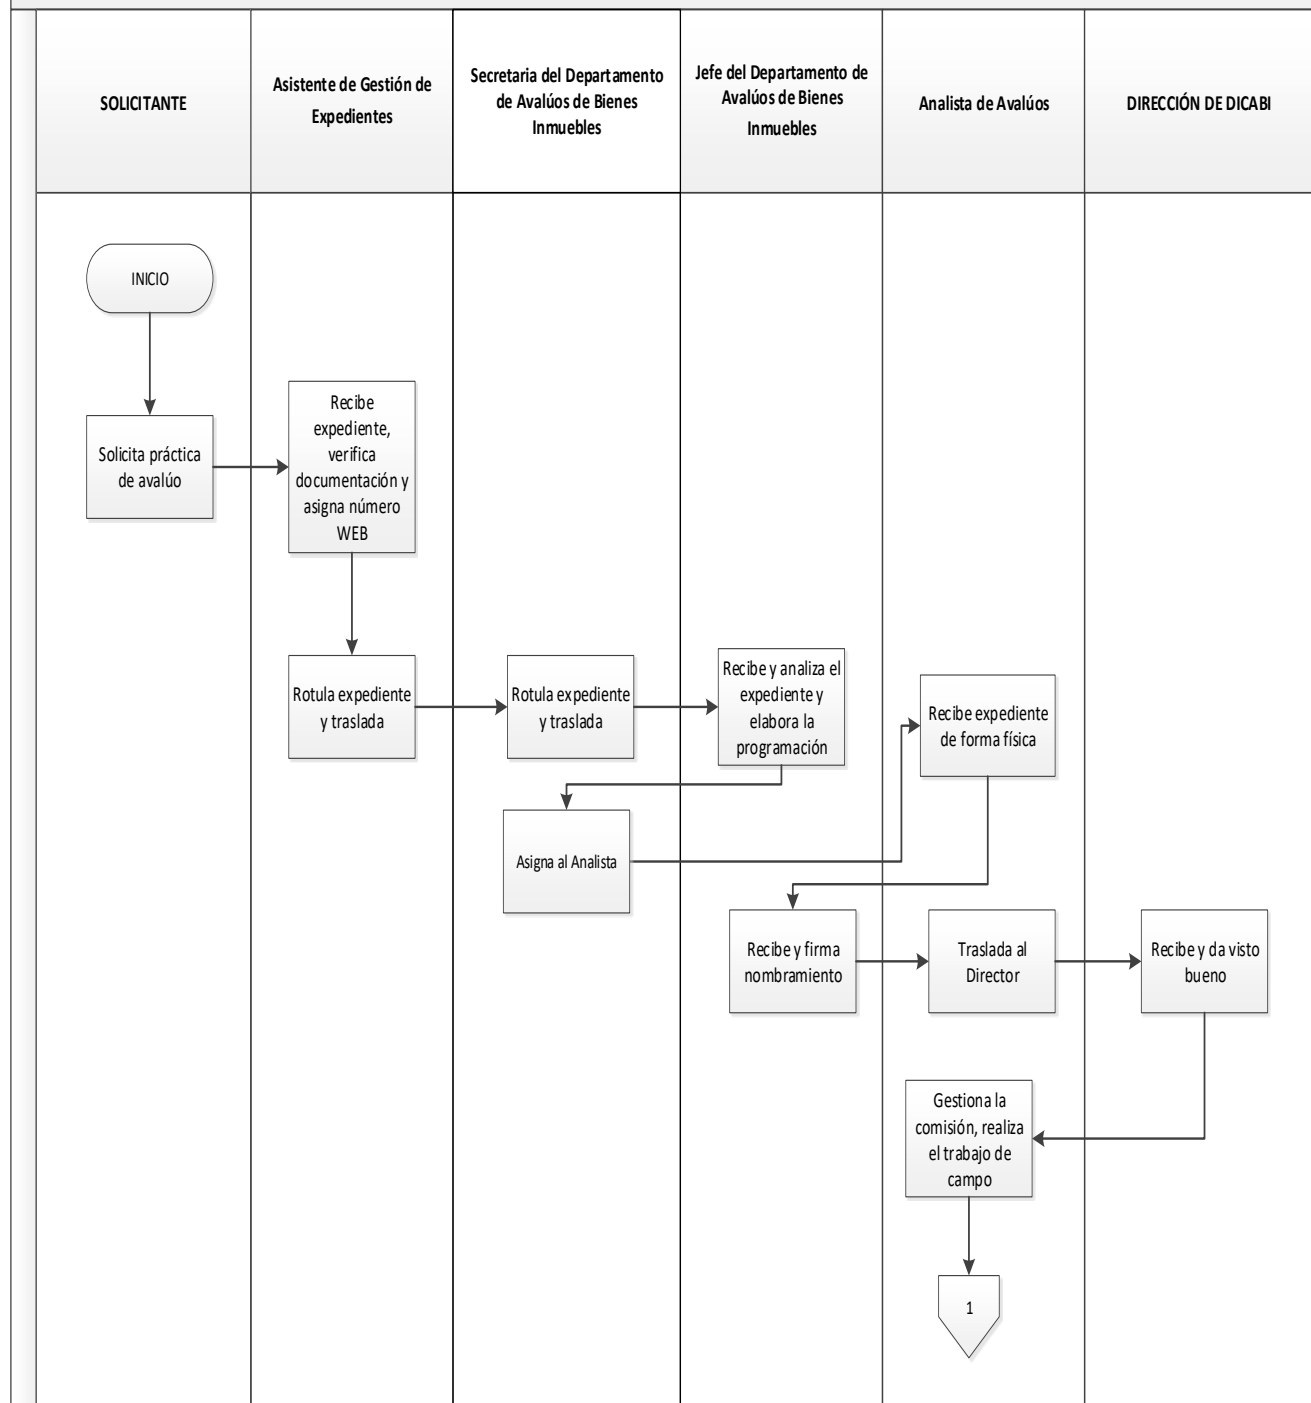 SOLICITANTE
Asistente de Gestión de
Expedientes
Secretaria del Departamento
de Avalúos de Bienes
Inmuebles
Jefe del Departamento de
Avalúos de Bienes
Inmuebles
Analista de Avalúos
DIRECCIÓN DE DICABI
INICIO
Solicita práctica
de avalúo
Recibe
expediente,
verifica
documentación y
asigna número
WEB
Rotula expediente
y traslada
Rotula expediente
y traslada
Recibe y analiza el
expediente y
elabora la
programación
Asigna al Analista
Recibe expediente
de forma física
Recibe y firma
nombramiento
Traslada al
Director
Recibe y da visto
bueno
Gestiona la
comisión, realiza
el trabajo de
campo
1